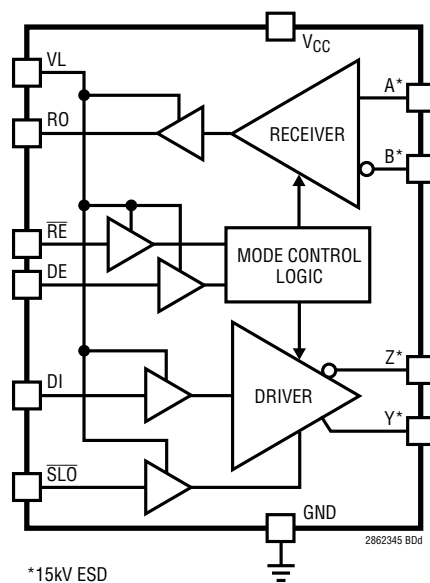 VCC
VL
A*
RO
RECEIVER
B*
RE
MODE CONTROL
LOGIC
DE
Z*
DI
DRIVER
Y*
SLO
GND
2862345 BDd
*15kV ESD